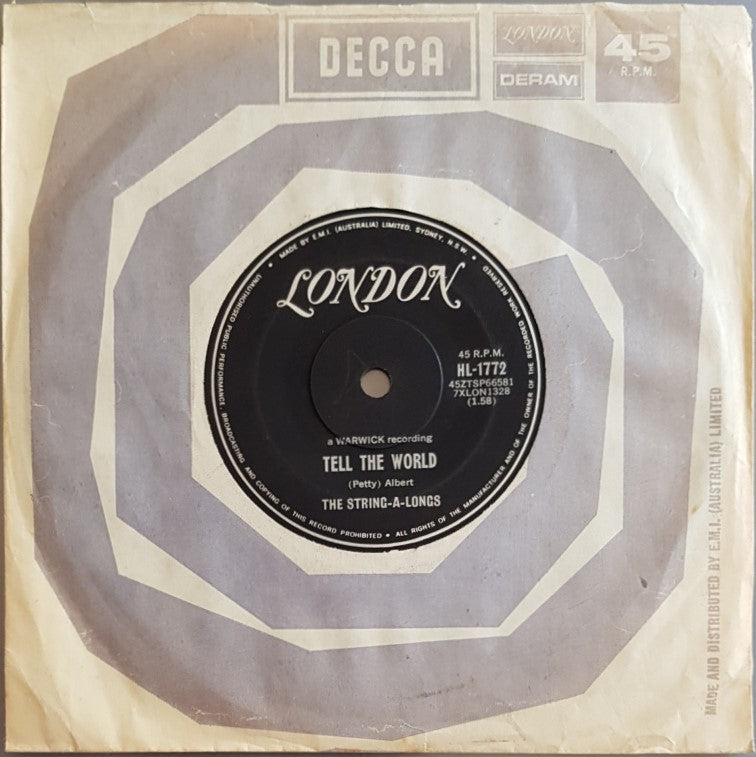 DECCA
LONDON
DERAM
45
R.P.M.
MADE BY E.M.I. (AUSTRALIA) LIMITED, SYDNEY, N.S.W.
LONDON
45 R.P.M.
HL-1772
45ZTSP66581
7XLON1328
(1.58)
a WARWICK recording
TELL THE WORLD
(Petty) Albert
THE STRING-A-LONGS
UNAUTHORISED PUBLIC PERFORMANCE, BROADCASTING AND COPYING OF THIS RECORD PROHIBITED • ALL RIGHTS OF THE MANUFACTURER AND OF THE OWNER OF THE RECORDED WORK RESERVED
MADE AND DISTRIBUTED BY E.M.I. (AUSTRALIA) LIMITED